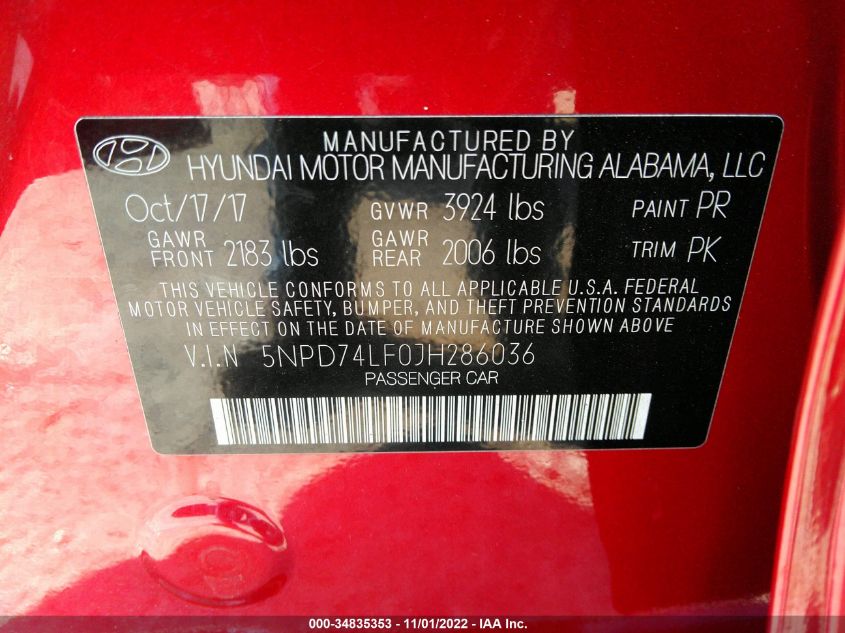 MANUFACTURED BY
HYUNDAI MOTOR MANUFACTURING ALABAMA, LLC
Oct/17/17 GVWR 3924 lbs PAINT PR
GAWR FRONT 2183 lbs GAWR REAR 2006 lbs TRIM PK
THIS VEHICLE CONFORMS TO ALL APPLICABLE U.S.A. FEDERAL
MOTOR VEHICLE SAFETY, BUMPER, AND THEFT PREVENTION STANDARDS
IN EFFECT ON THE DATE OF MANUFACTURE SHOWN ABOVE
V.I.N 5NPD74LF0JH286036
PASSENGER CAR
000-34835353 - 11/01/2022 - IAA Inc.